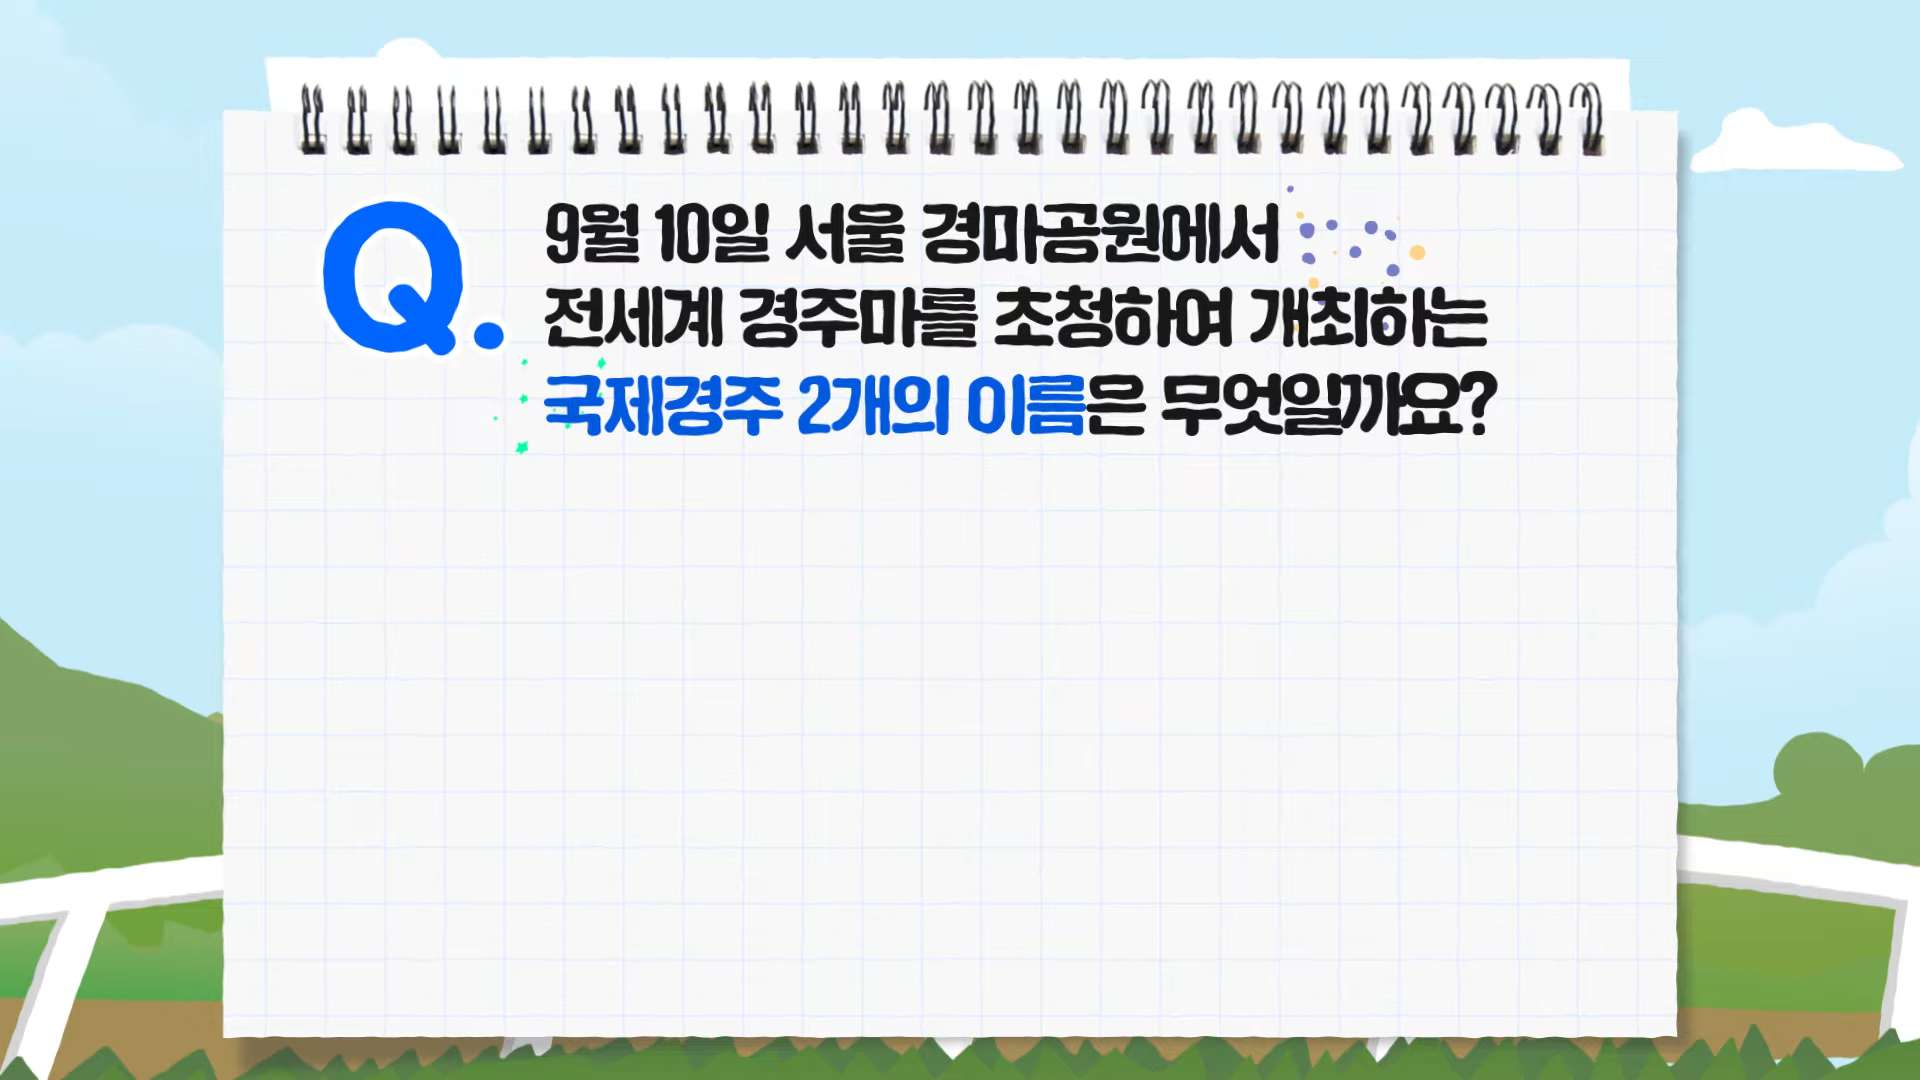 Q.
9월 10일 서울 경마공원에서
전세계 경주마를 초청하여 개최하는
국제경주 2개의 이름은 무엇일까요?